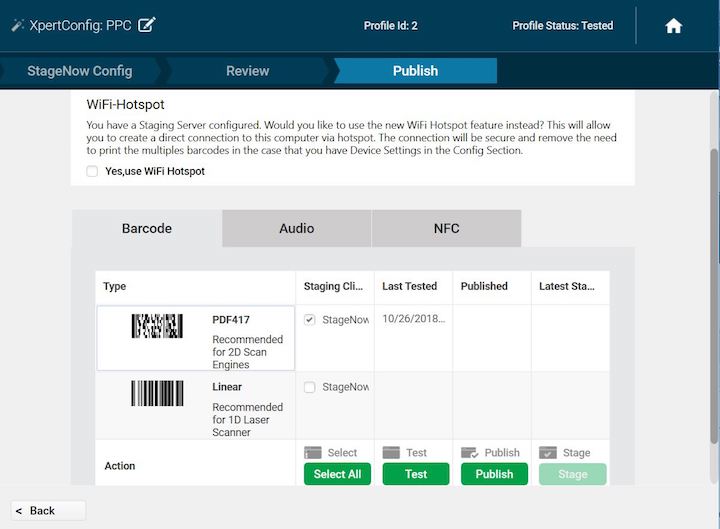 XpertConfig: PPC
Profile Id: 2
Profile Status: Tested
StageNow Config
Review
Publish
WiFi-Hotspot
You have a Staging Server configured. Would you like to use the new WiFi Hotspot feature instead? This will allow
you to create a direct connection to this computer via hotspot. The connection will be secure and remove the need
to print the multiples barcodes in the case that you have Device Settings in the Config Section.
Yes,use WiFi Hotspot
Barcode
Audio
NFC
Type
Staging Cli...
Last Tested
Published
Latest Sta...
PDF417
Recommended
for 2D Scan
Engines
StageNow
10/26/2018...
Linear
Recommended
for 1D Laser
Scanner
StageNow
Action
Select
Test
Publish
Stage
Select All
Test
Publish
Stage
< Back